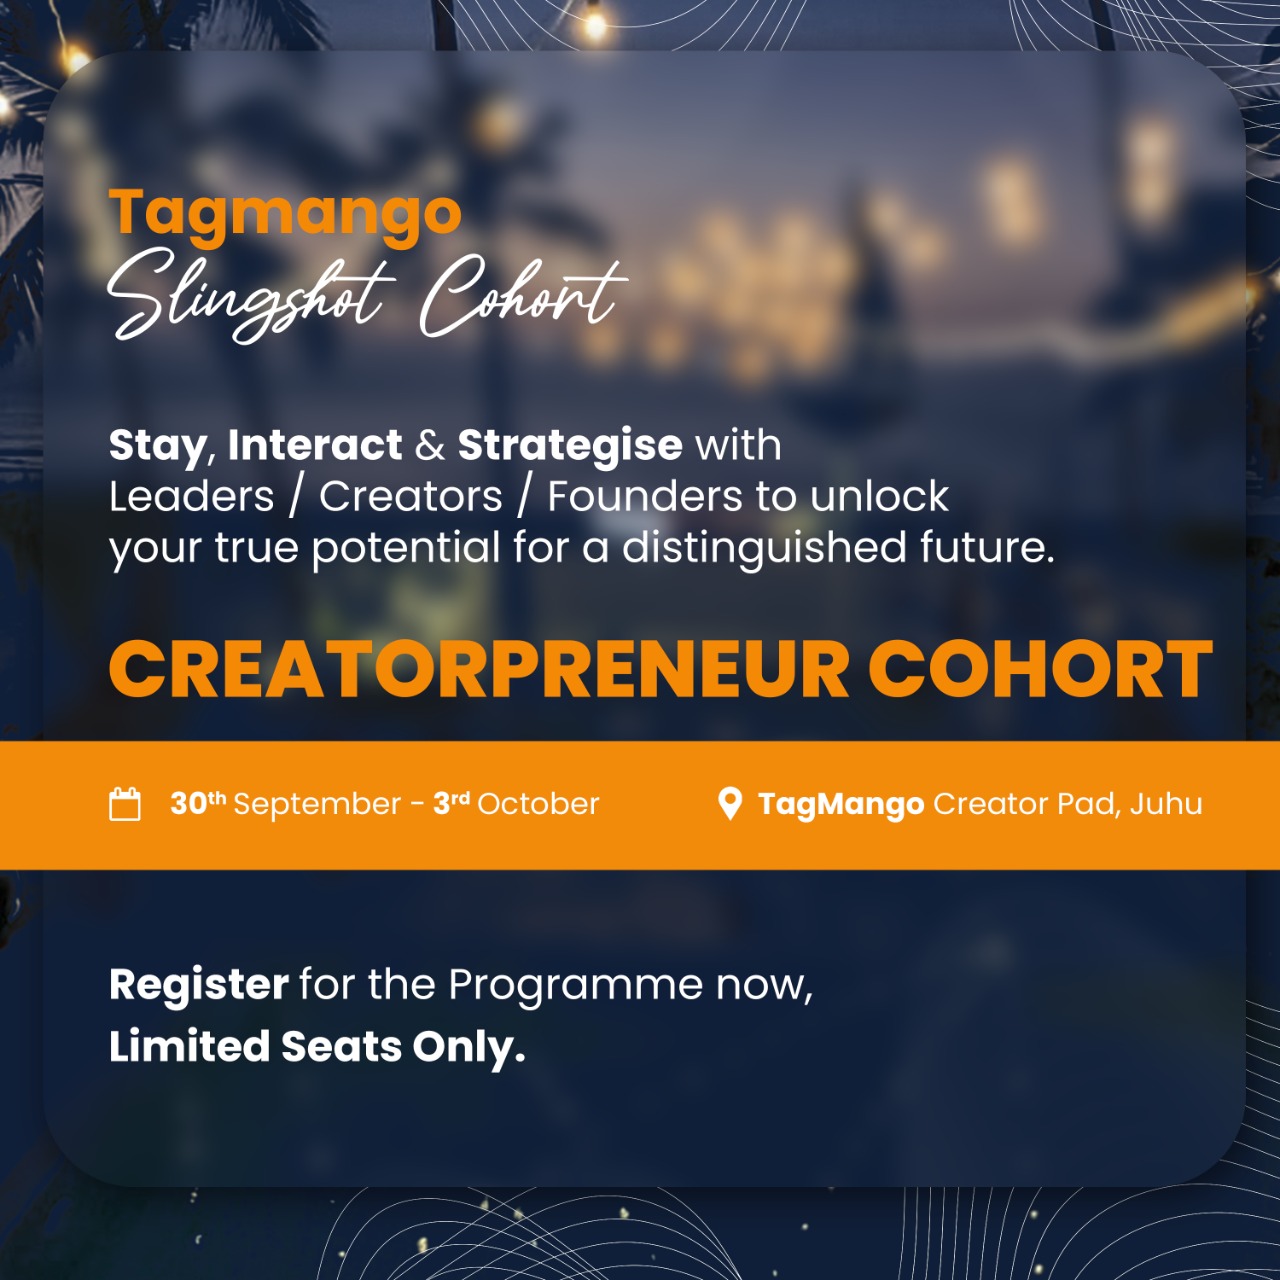 Tagmango
Slingshot Cohort
Stay, Interact & Strategise with
Leaders / Creators / Founders to unlock
your true potential for a distinguished future.
CREATORPRENEUR COHORT
30th September - 3rd October
TagMango Creator Pad, Juhu
Register for the Programme now,
Limited Seats Only.